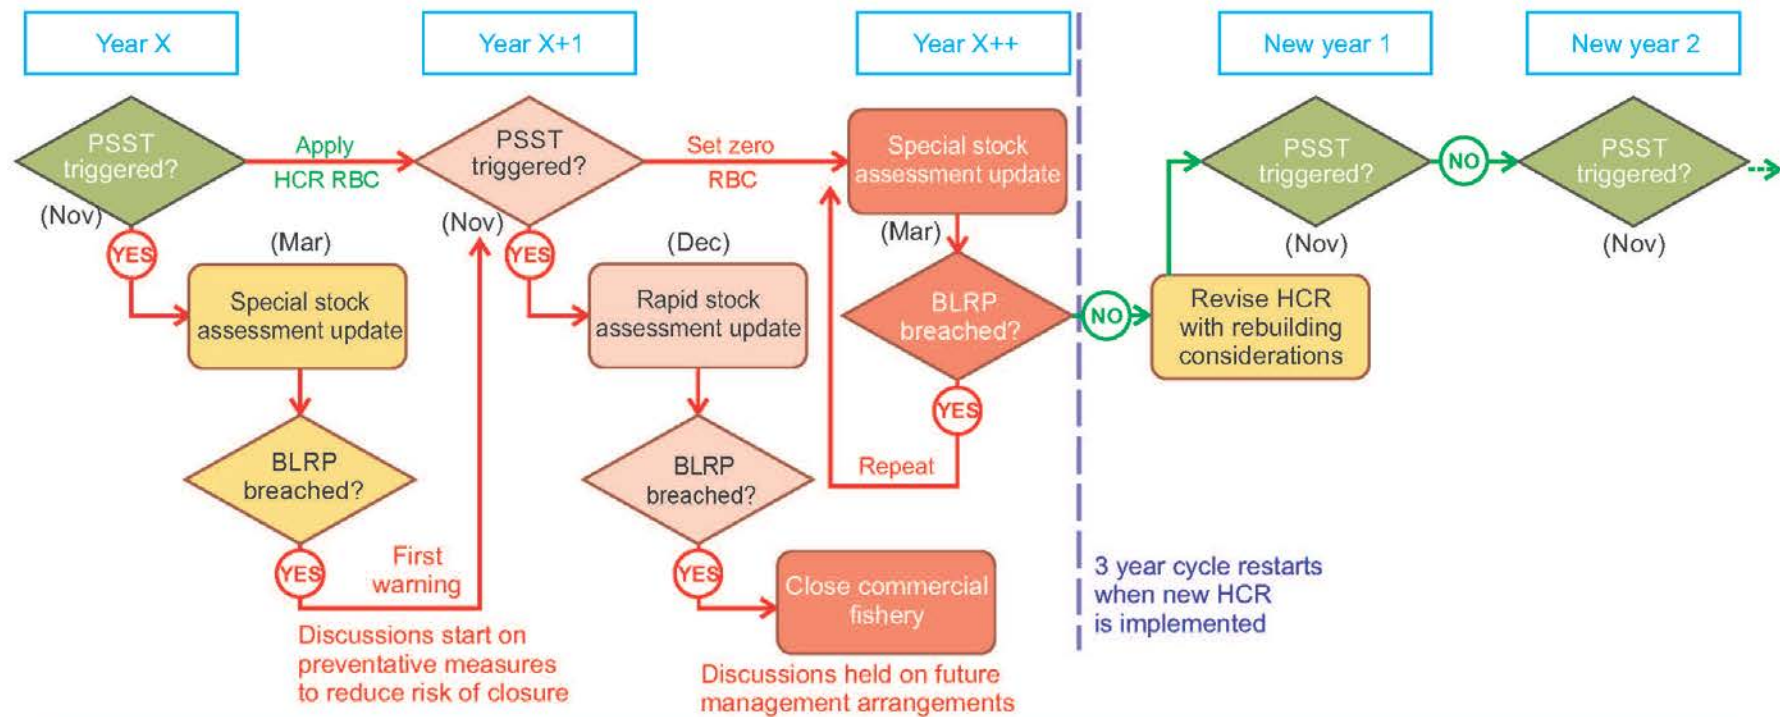 Year X
Year X+1
Year X++
New year 1
New year 2
PSST
triggered?
(Nov)
YES
Apply
HCR RBC
(Mar)
Special stock
assessment update
BLRP
breached?
YES
First
warning
Discussions start on
preventative measures
to reduce risk of closure
PSST
triggered?
(Nov)
YES
Set zero
RBC
(Dec)
Rapid stock
assessment update
BLRP
breached?
YES
Close commercial
fishery
Discussions held on future
management arrangements
Special stock
assessment update
(Mar)
BLRP
breached?
YES
Repeat
NO
3 year cycle restarts
when new HCR
is implemented
Revise HCR
with rebuilding
considerations
PSST
triggered?
(Nov)
NO
PSST
triggered?
(Nov)